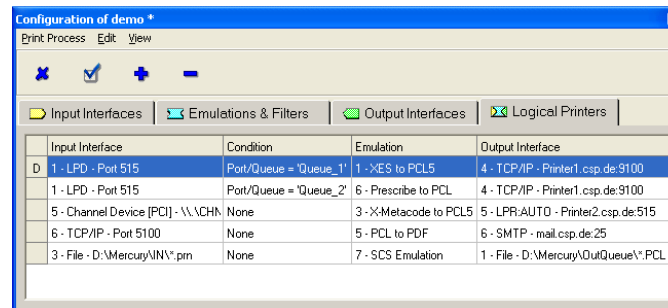 Configuration of demo *
Print Process Edit View
Input Interfaces Emulations & Filters Output Interfaces Logical Printers
Input Interface Condition Emulation Output Interface
D 1 - LPD - Port 515 Port/Queue = 'Queue_1' 1 - XES to PCL5 4 - TCP/IP - Printer1.csp.de:9100
1 - LPD - Port 515 Port/Queue = 'Queue_2' 6 - Prescribe to PCL 4 - TCP/IP - Printer1.csp.de:9100
5 - Channel Device [PCI] - \\.\CHN None 3 - X-Metacode to PCL5 5 - LPR:AUTO - Printer2.csp.de:515
6 - TCP/IP - Port 5100 None 5 - PCL to PDF 6 - SMTP - mail.csp.de:25
3 - File - D:\Mercury\IN\*.prn None 7 - SCS Emulation 1 - File - D:\Mercury\OutQueue\*.PCL